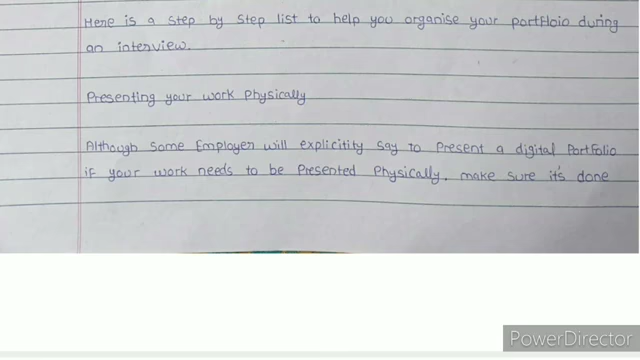 Here is a step by step list to help you organise your portfloio during
an interview.
Presenting your work Physically
Although some Employer will explicitity say to Present a digital Portfolio
if your work needs to be Presented Physically, make sure it's done
PowerDirector